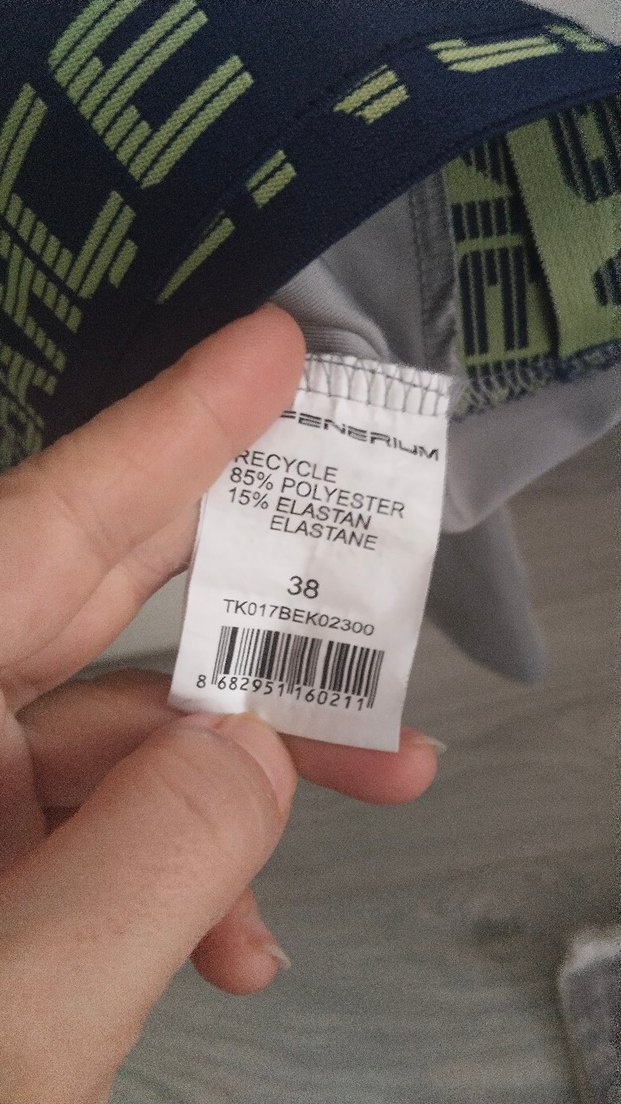 FENERIUM
RECYCLE
85% POLYESTER
15% ELASTAN
ELASTANE
38
TK017BEK02300
8 682951 160211